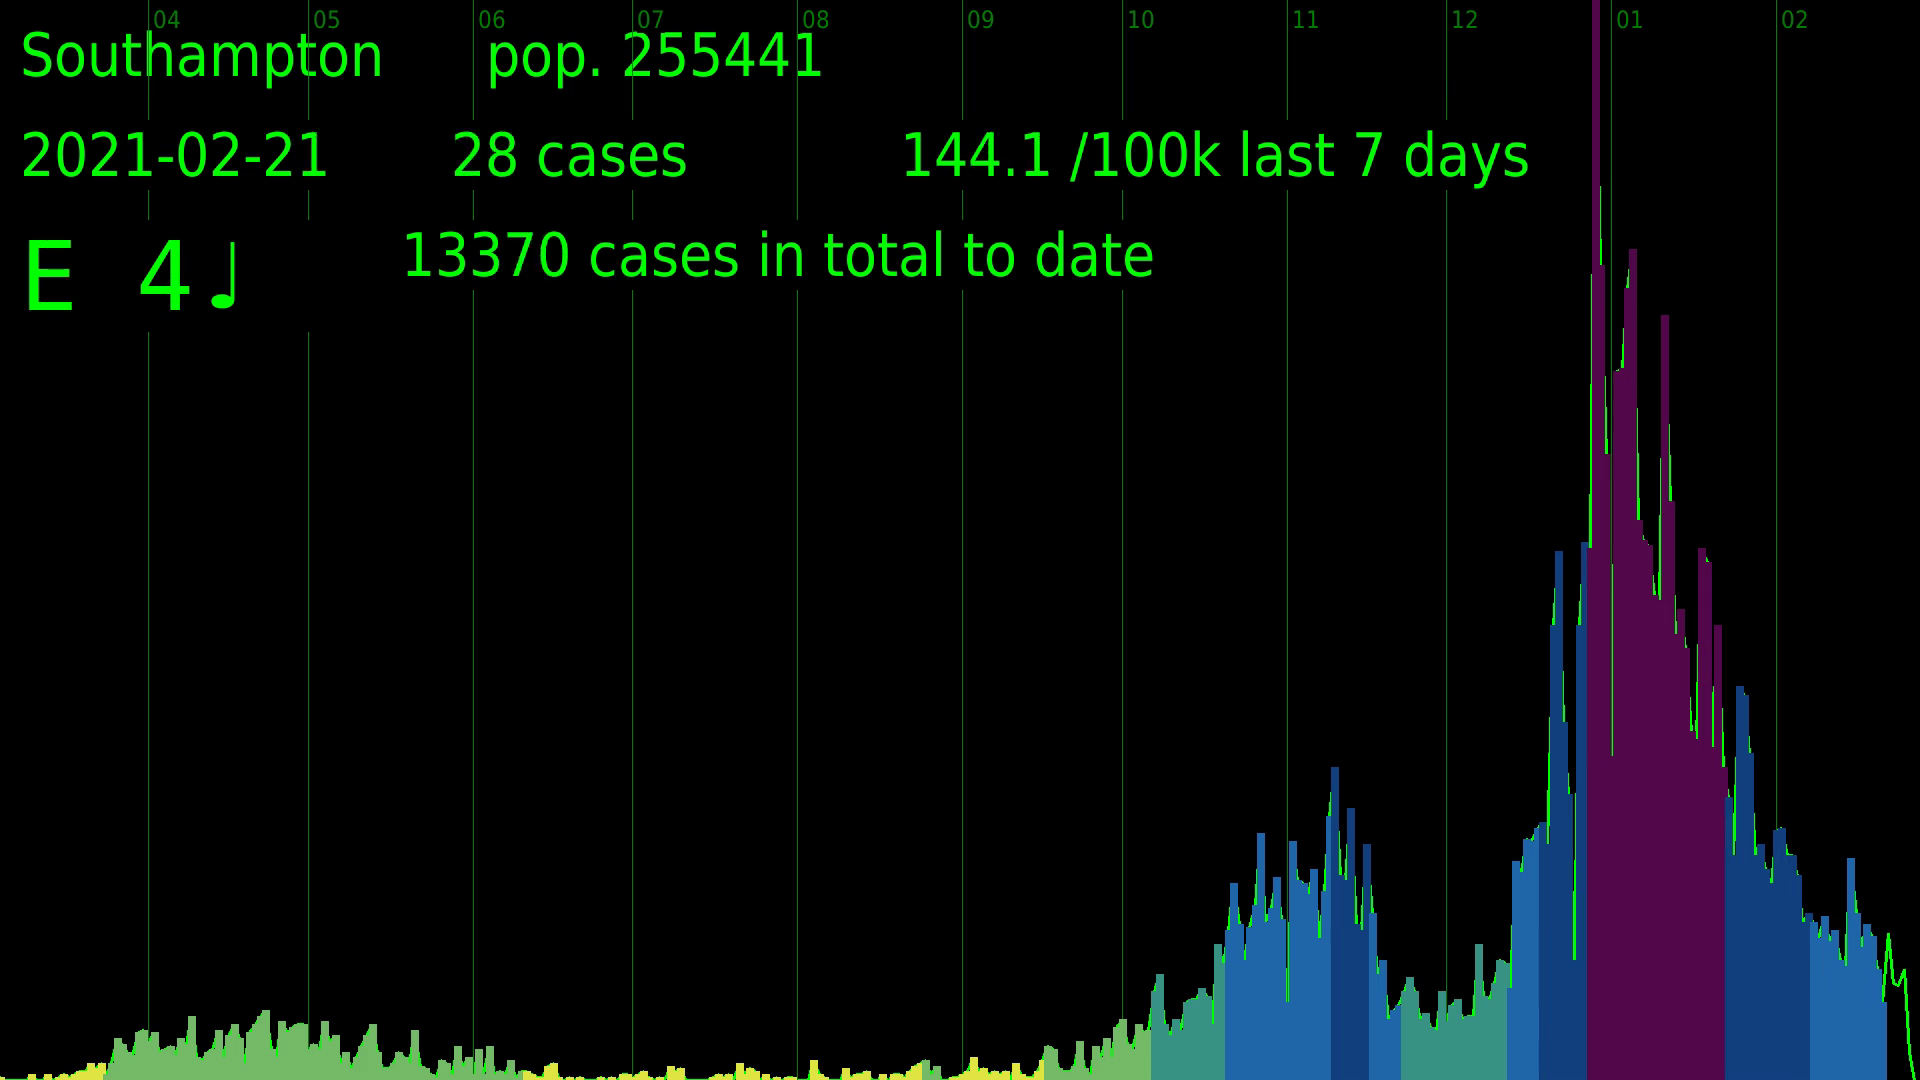 04 05 06 07 08 09 10 11 12 01 02
Southampton pop. 255441
2021-02-21 28 cases 144.1 /100k last 7 days
E 4♩ 13370 cases in total to date